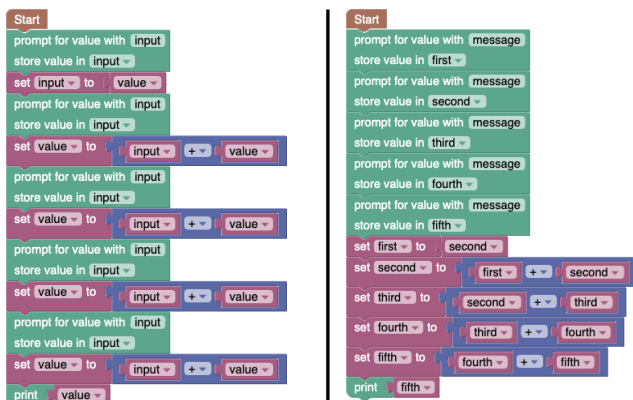 Start
prompt for value with input
store value in input
set input to value
prompt for value with input
store value in input
set value to input + value
prompt for value with input
store value in input
set value to input + value
prompt for value with input
store value in input
set value to input + value
prompt for value with input
store value in input
set value to input + value
print value
Start
prompt for value with message
store value in first
prompt for value with message
store value in second
prompt for value with message
store value in third
prompt for value with message
store value in fourth
prompt for value with message
store value in fifth
set first to second
set second to first + second
set third to second + third
set fourth to third + fourth
set fifth to fourth + fifth
print fifth